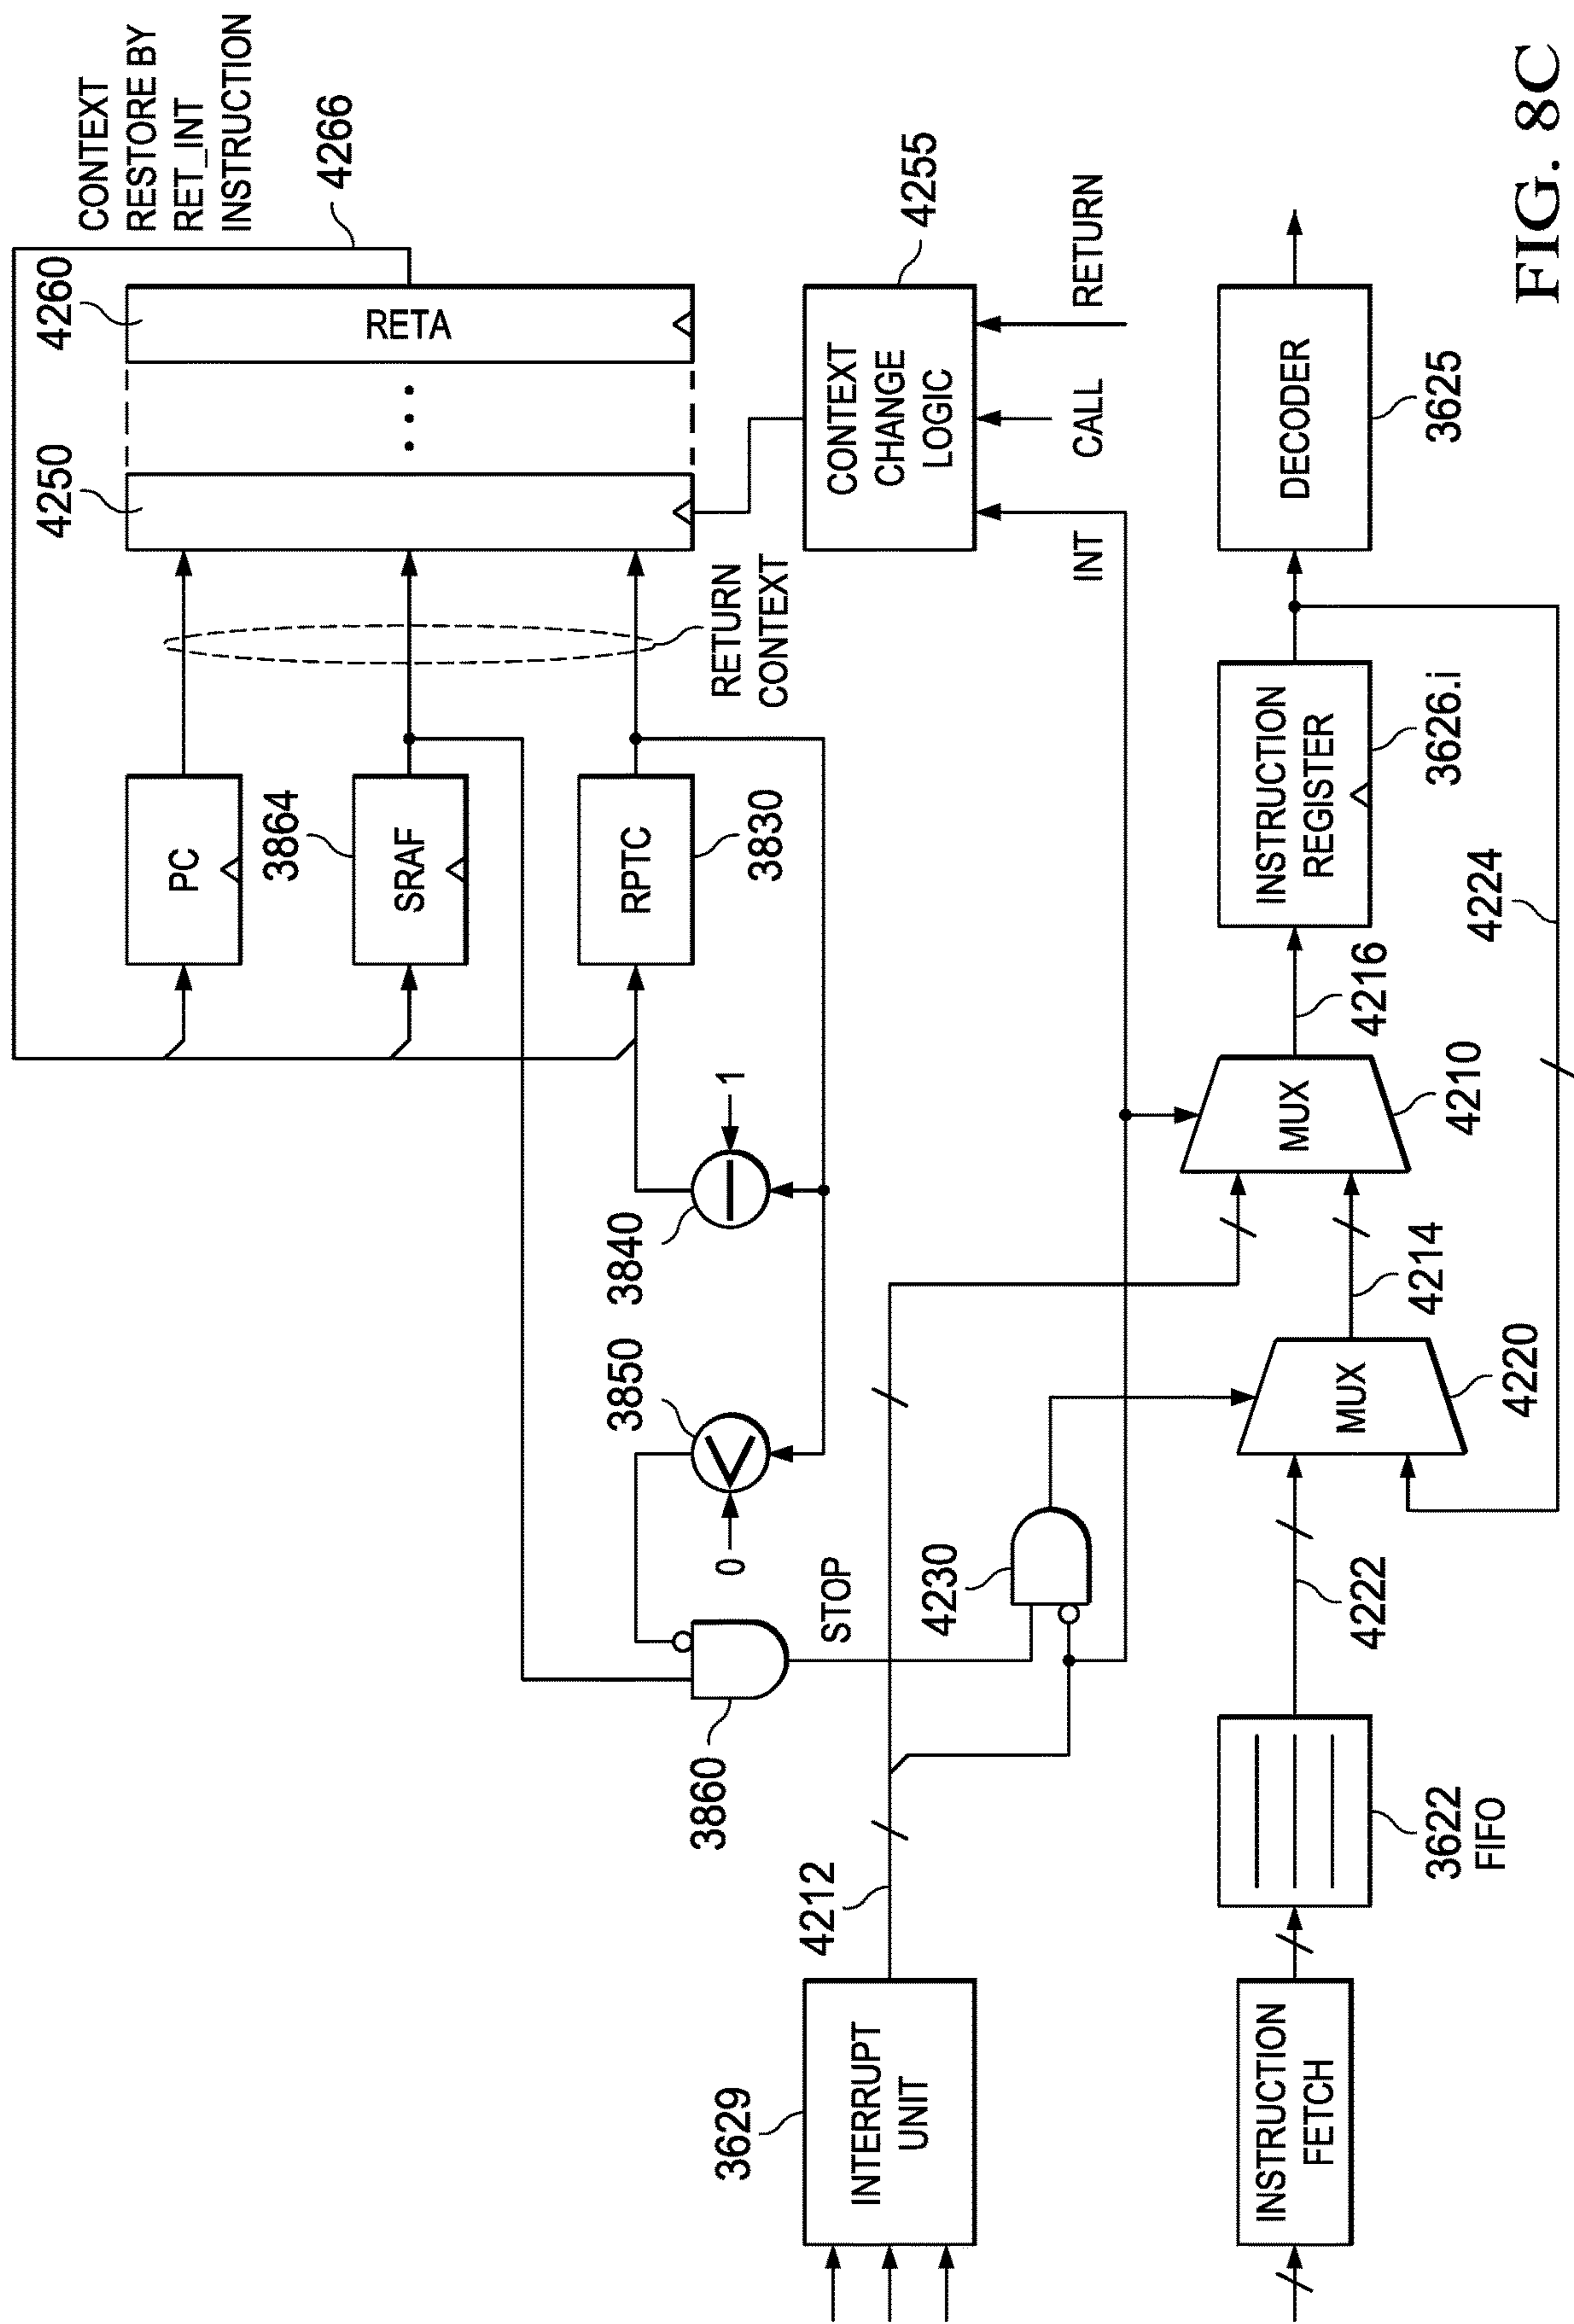 CONTEXT
RESTORE BY
RET_INT
INSTRUCTION
4266
4260
4250
RETA
PC
3864
SRAF
RPTC
3830
RETURN
CONTEXT
4255
CONTEXT
CHANGE
LOGIC
INT
CALL
RETURN
1
3840
3850
0
3860
STOP
4230
4212
3629
INTERRUPT
UNIT
INSTRUCTION
FETCH
3622
FIFO
4222
MUX
4220
4214
MUX
4210
4216
4224
INSTRUCTION
REGISTER
3626.i
DECODER
3625
FIG. 8C